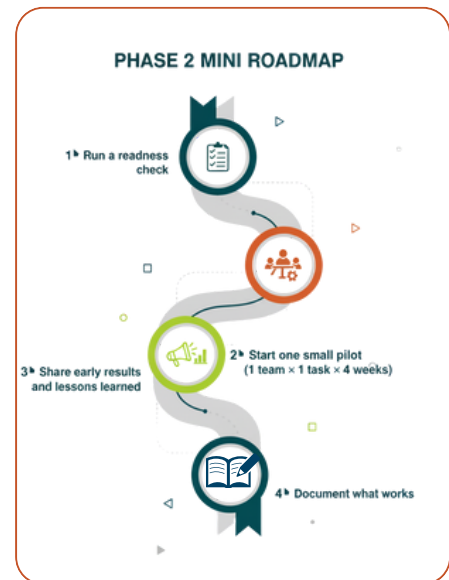 PHASE 2 MINI ROADMAP
1 Run a readness
check
2 Start one small pilot
(1 team × 1 task × 4 weeks)
3 Share early results
and lessons learned
4 Document what works